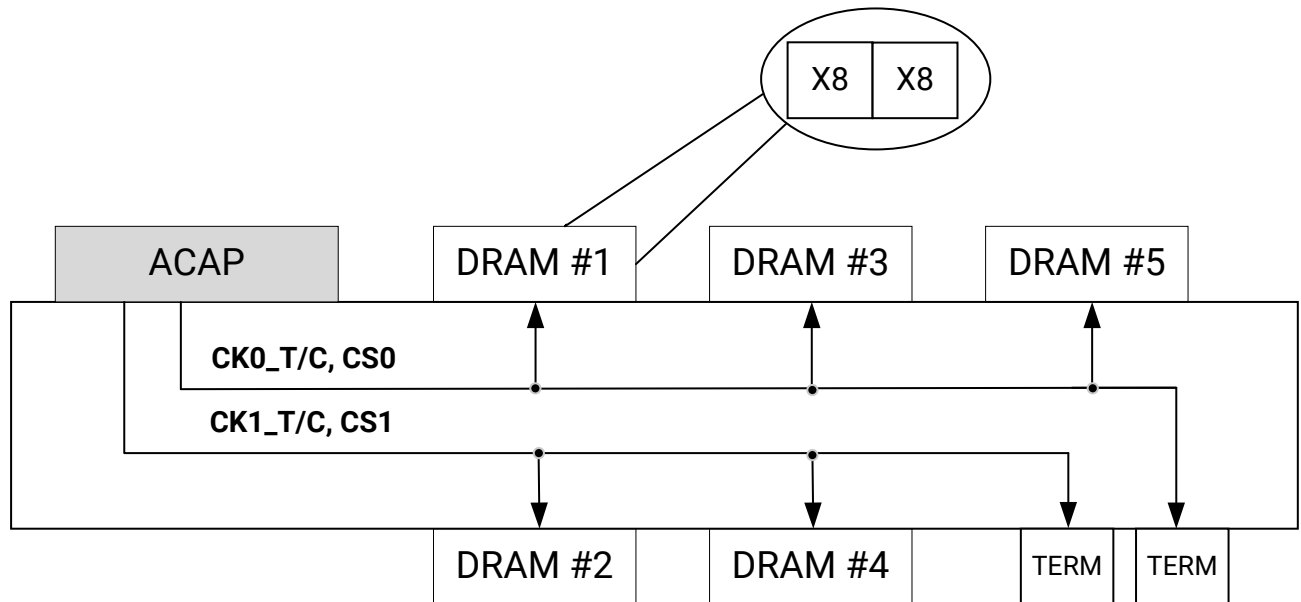 X8 X8
ACAP DRAM #1 DRAM #3 DRAM #5
CK0_T/C, CS0
CK1_T/C, CS1
DRAM #2 DRAM #4 TERM TERM